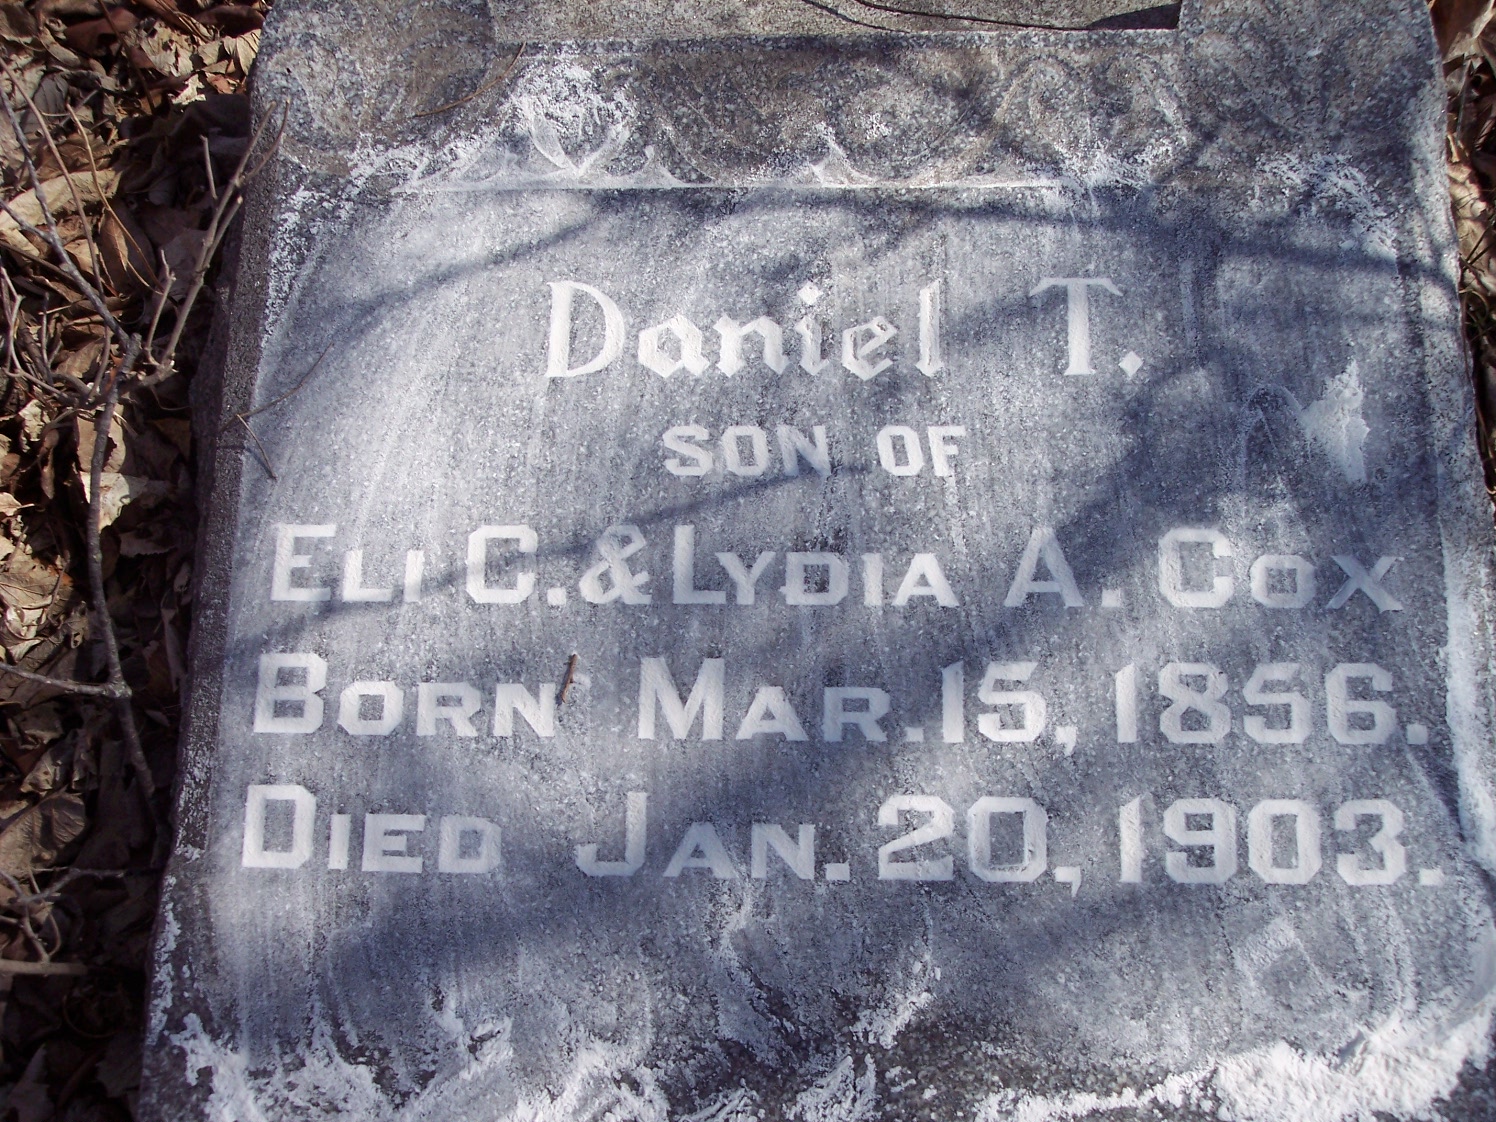 Daniel T.
SON OF
ELI C. & LYDIA A. COX
BORN MAR. 15, 1856.
DIED JAN. 20, 1903.